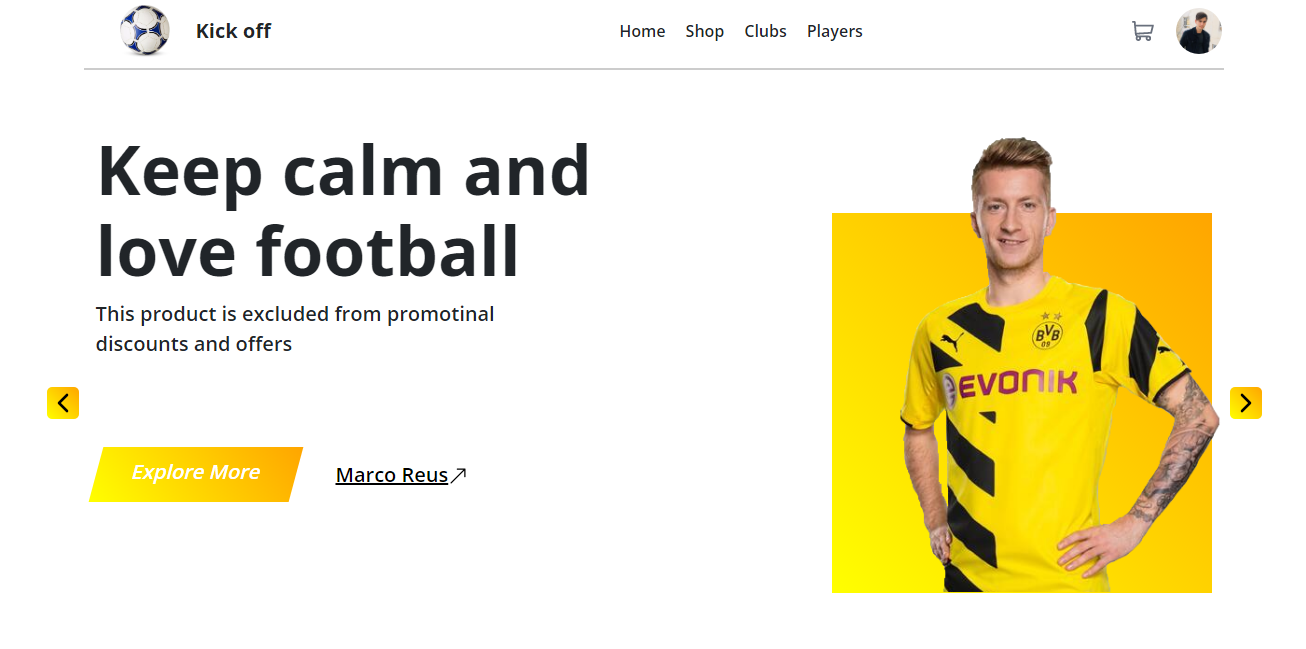 Kick off
Home Shop Clubs Players
Keep calm and
love football
This product is excluded from promotinal
discounts and offers
BVB
09
EVONIK
Explore More
Marco Reus